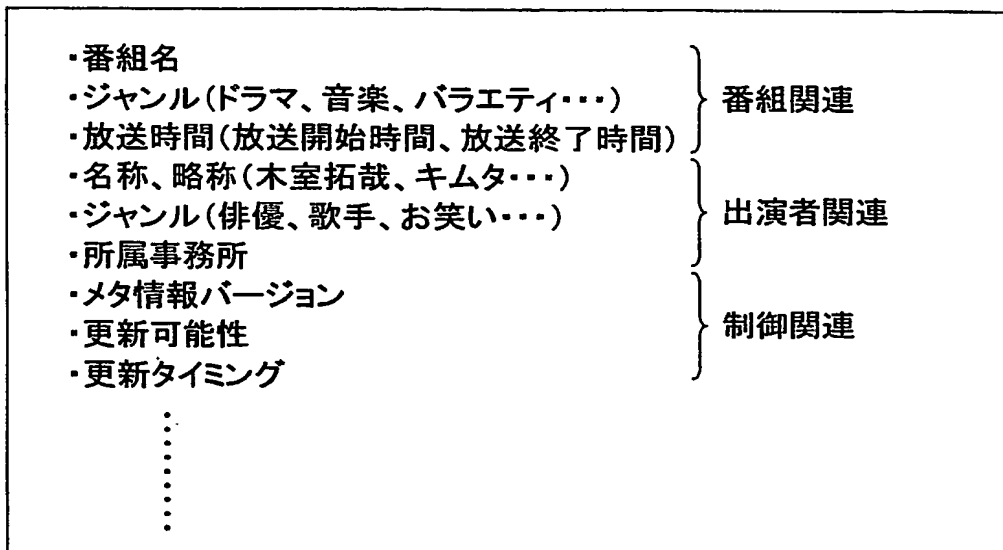 ・番組名
・ジャンル(ドラマ、音楽、バラエティ・・・)
・放送時間(放送開始時間、放送終了時間)
番組関連
・名称、略称(木室拓哉、キムタ・・・)
・ジャンル(俳優、歌手、お笑い・・・)
・所属事務所
出演者関連
・メタ情報バージョン
・更新可能性
・更新タイミング
制御関連